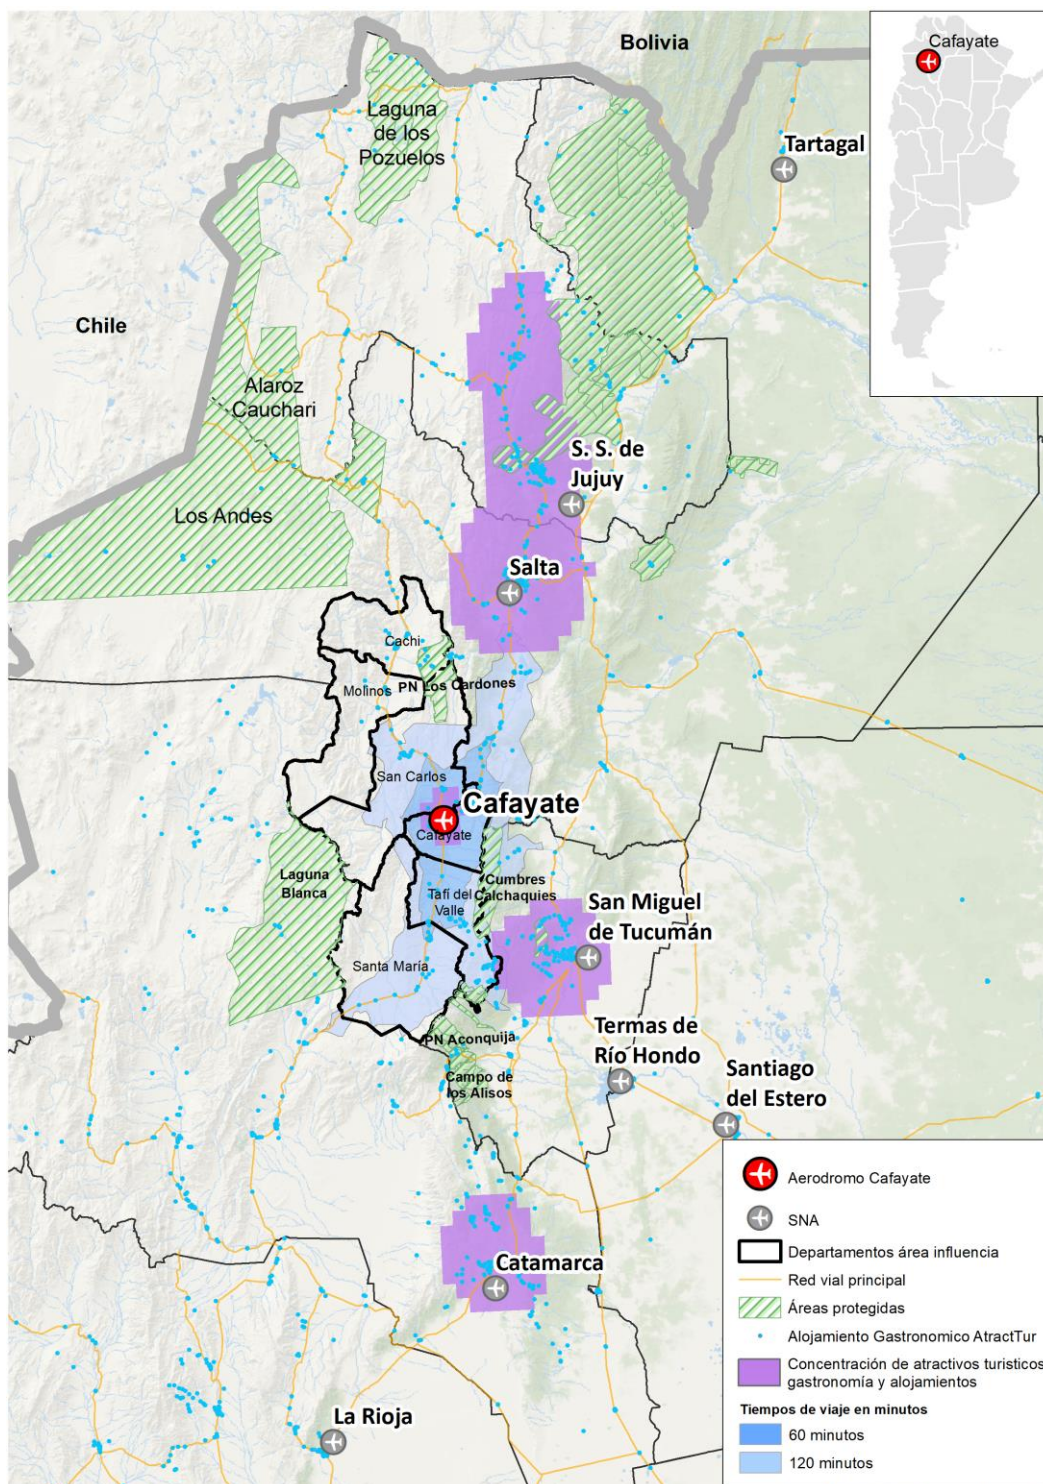 Bolivia
Cafayate
Laguna
de los
Pozuelos
Tartagal
Chile
Alaroz
Cauchari
S. S. de
Jujuy
Los Andes
Salta
Cachi
Molinos
PN Los Cardones
San Carlos
Cafayate
Cafayate
Laguna
Blanca
Tafí del
Valle
Cumbres
Calchaquies
San Miguel
de Tucumán
Santa María
PN Aconquija
Termas de
Río Hondo
Campo de
los Alisos
Santiago
del Estero
Catamarca
La Rioja
Aerodromo Cafayate
SNA
Departamentos área influencia
Red vial principal
Áreas protegidas
Alojamiento Gastronomico AtractTur
Concentración de atractivos turisticos
gastronomía y alojamientos
Tiempos de viaje en minutos
60 minutos
120 minutos